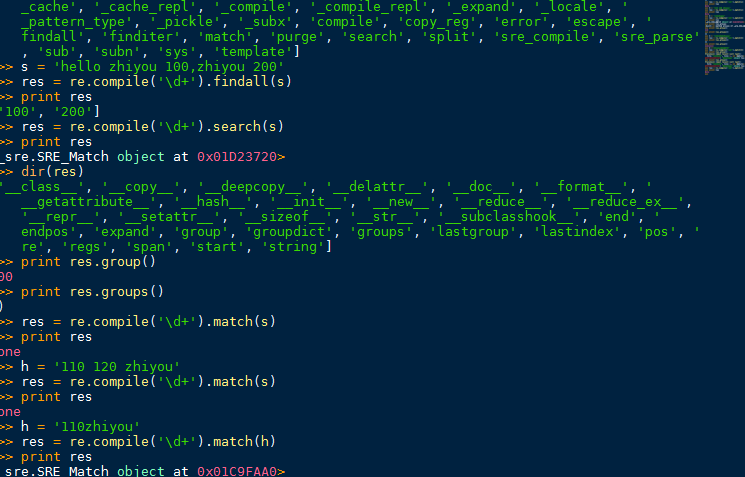 _cache', '_cache_repl', '_compile', '_compile_repl', '_expand', '_locale', '
_pattern_type', '_pickle', '_subx', 'compile', 'copy_reg', 'error', 'escape', '
findall', 'finditer', 'match', 'purge', 'search', 'split', 'sre_compile', 'sre_parse'
, 'sub', 'subn', 'sys', 'template']
>> s = 'hello zhiyou 100,zhiyou 200'
>> res = re.compile('\d+').findall(s)
>> print res
'100', '200']
>> res = re.compile('\d+').search(s)
>> print res
_sre.SRE_Match object at 0x01D23720>
>> dir(res)
'__class__', '__copy__', '__deepcopy__', '__delattr__', '__doc__', '__format__', '
__getattribute__', '__hash__', '__init__', '__new__', '__reduce__', '__reduce_ex__',
'__repr__', '__setattr__', '__sizeof__', '__str__', '__subclasshook__', 'end', '
endpos', 'expand', 'group', 'groupdict', 'groups', 'lastgroup', 'lastindex', 'pos', '
re', 'regs', 'span', 'start', 'string']
>> print res.group()
00
>> print res.groups()
)
>> res = re.compile('\d+').match(s)
>> print res
one
>> h = '110 120 zhiyou'
>> res = re.compile('\d+').match(s)
>> print res
one
>> h = '110zhiyou'
>> res = re.compile('\d+').match(h)
>> print res
_sre.SRE_Match object at 0x01C9FAA0>